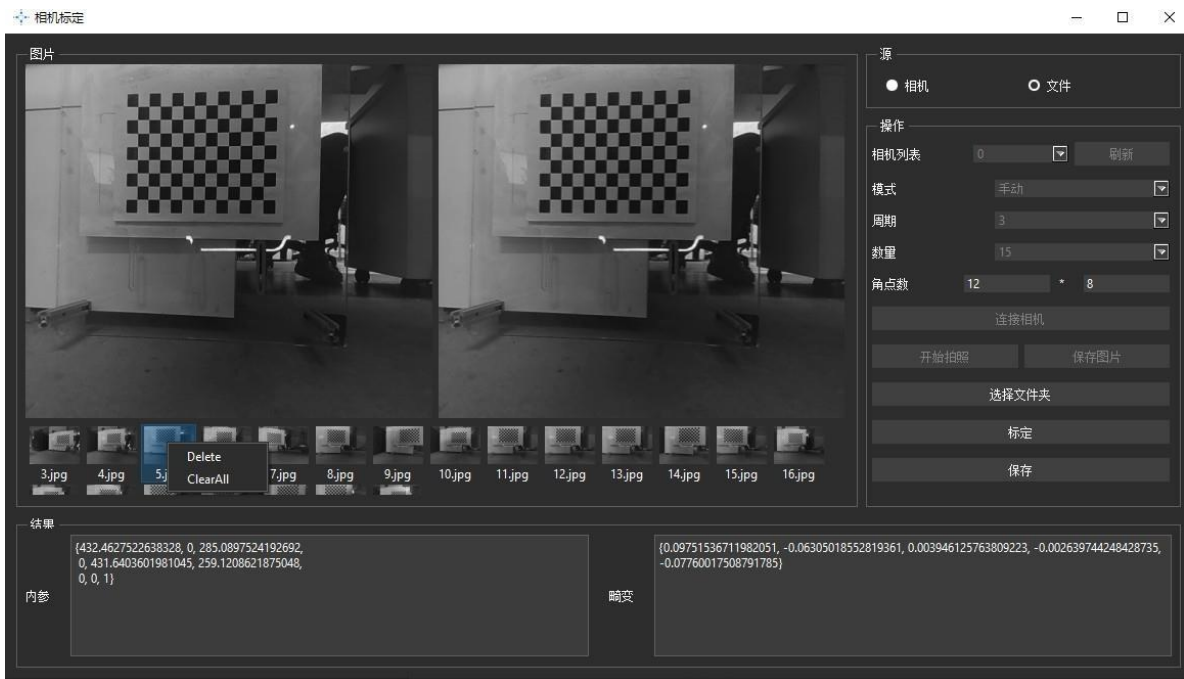 相机标定
图片
3.jpg
4.jpg
5.j
7.jpg
8.jpg
9.jpg
10.jpg
11.jpg
12.jpg
13.jpg
14.jpg
15.jpg
16.jpg
Delete
ClearAll
源
相机
文件
操作
相机列表 0 刷新
模式 手动
周期 3
数量 15
角点数 12 * 8
连接相机
开始拍照 保存图片
选择文件夹
标定
保存
结果
内参
{432.4627522638328, 0, 285.0897524192692,
0, 431.6403601981045, 259.1208621875048,
0, 0, 1}
畸变
{0.09751536711982051, -0.06305018552819361, 0.003946125763809223, -0.002639744248428735,
-0.07760017508791785}